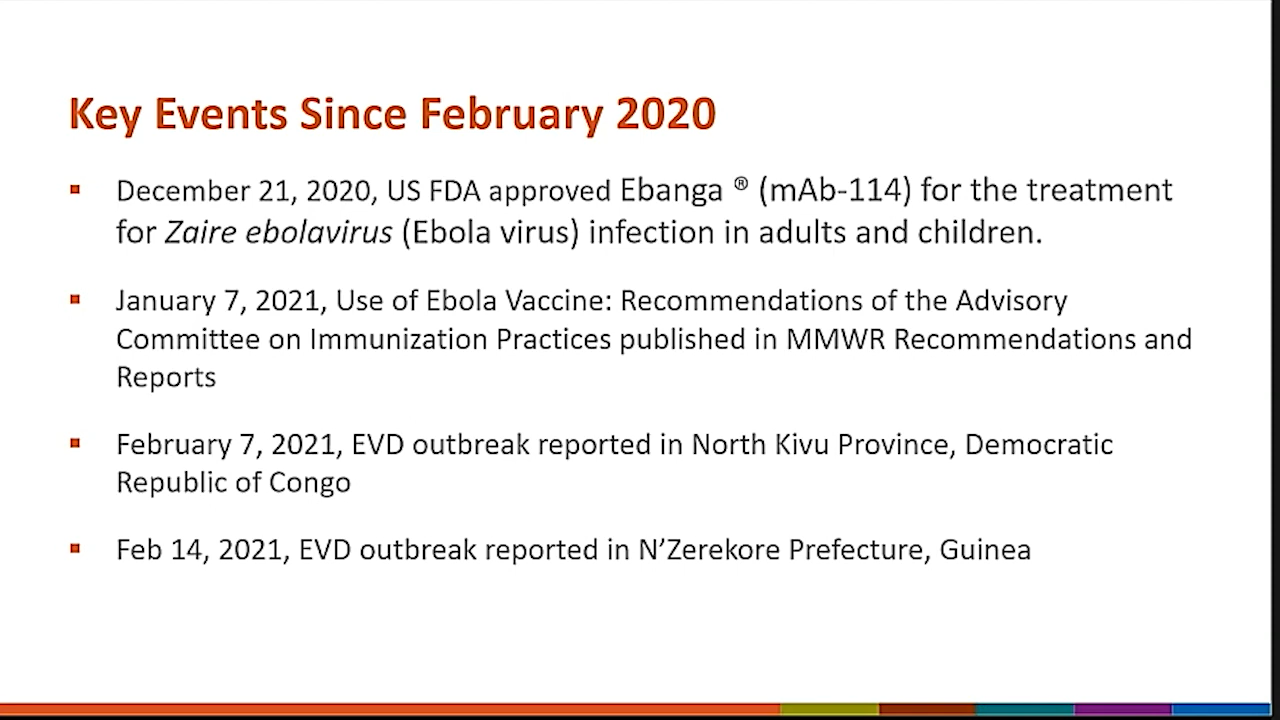 Key Events Since February 2020
▪ December 21, 2020, US FDA approved Ebanga ® (mAb-114) for the treatment
for Zaire ebolavirus (Ebola virus) infection in adults and children.
▪ January 7, 2021, Use of Ebola Vaccine: Recommendations of the Advisory
Committee on Immunization Practices published in MMWR Recommendations and
Reports
▪ February 7, 2021, EVD outbreak reported in North Kivu Province, Democratic
Republic of Congo
▪ Feb 14, 2021, EVD outbreak reported in N’Zerekore Prefecture, Guinea